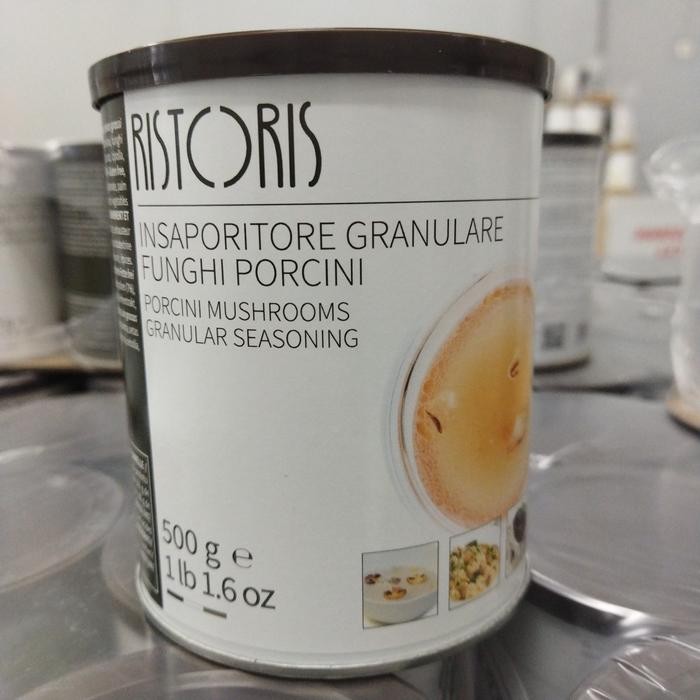 RISTORIS
INSAPORITORE GRANULARE
FUNGHI PORCINI
PORCINI MUSHROOMS
GRANULAR SEASONING
500 g ℮
1 lb 1.6 oz